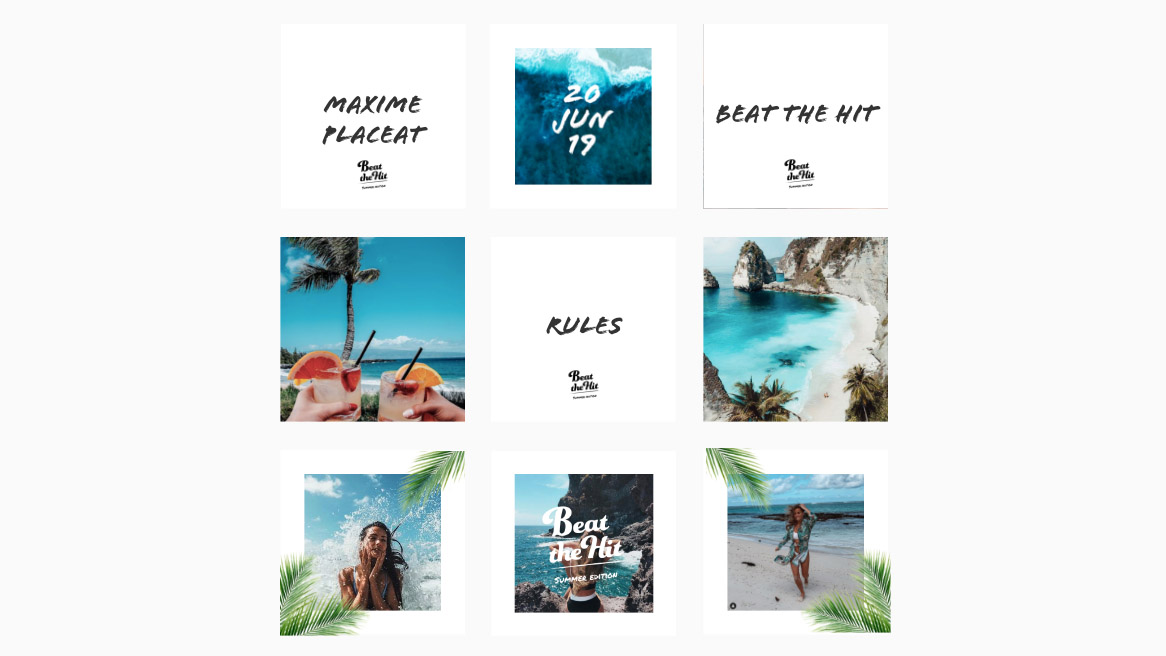 MAXIME
PLACEAT
Beat
the Hit
SUMMER EDITION
20
JUN
19
BEAT THE HIT
Beat
the Hit
SUMMER EDITION
RULES
Beat
the Hit
SUMMER EDITION
Beat
the Hit
SUMMER EDITION